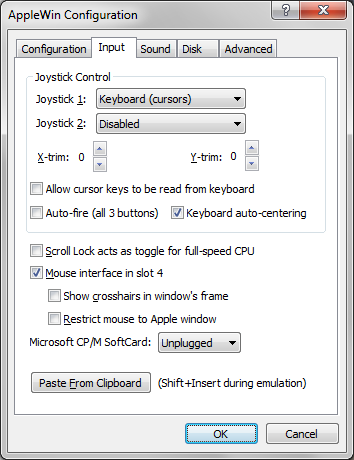 AppleWin Configuration
Configuration Input Sound Disk Advanced
Joystick Control
Joystick 1: Keyboard (cursors)
Joystick 2: Disabled
X-trim: 0 Y-trim: 0
Allow cursor keys to be read from keyboard
Auto-fire (all 3 buttons) Keyboard auto-centering
Scroll Lock acts as toggle for full-speed CPU
Mouse interface in slot 4
Show crosshairs in window's frame
Restrict mouse to Apple window
Microsoft CP/M SoftCard: Unplugged
Paste From Clipboard (Shift+Insert during emulation)
OK Cancel